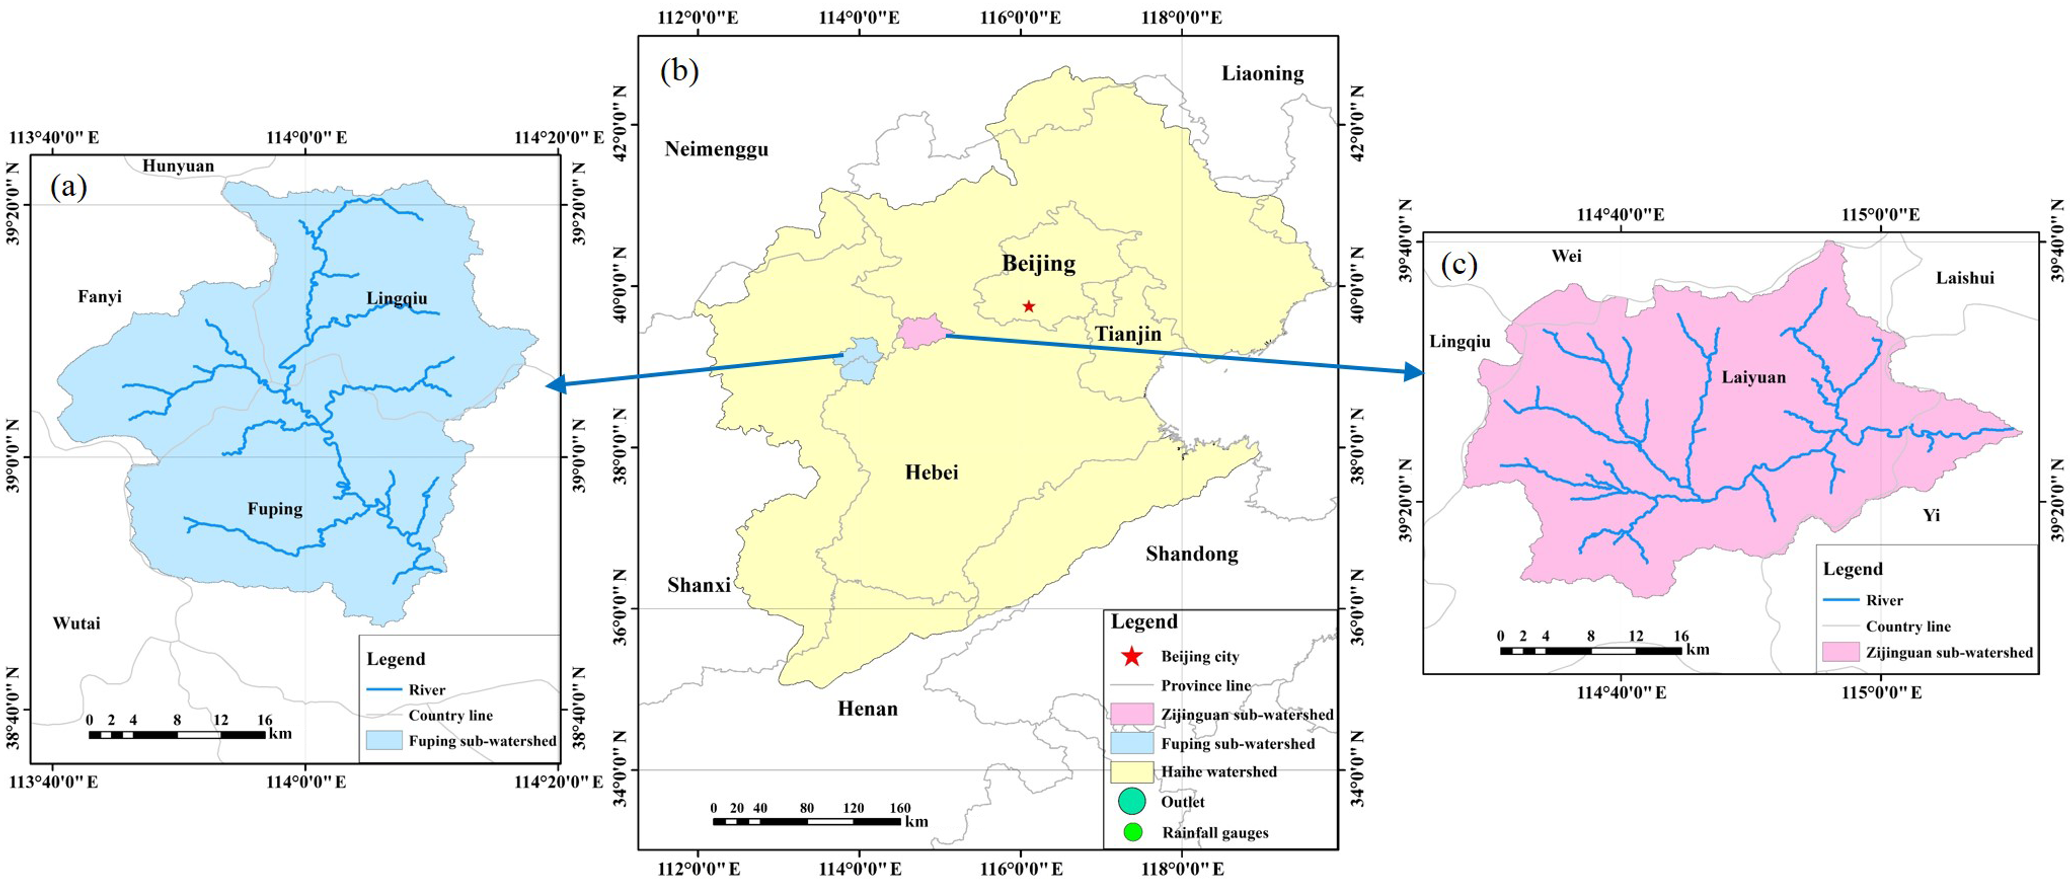 (a)
113°40'0" E
114°0'0" E
114°20'0" E
39°20'0" N
39°20'0" N
39°0'0" N
39°0'0" N
38°40'0" N
38°40'0" N
Hunyuan
Fanyi
Lingqiu
Fuping
Wutai
Legend
River
Country line
Fuping sub-watershed
0 2 4 8 12 16
km
113°40'0" E
114°0'0" E
114°20'0" E
(b)
112°0'0"E
114°0'0"E
116°0'0"E
118°0'0"E
42°0'0" N
42°0'0" N
40°0'0" N
40°0'0" N
38°0'0" N
38°0'0" N
36°0'0" N
36°0'0" N
34°0'0" N
34°0'0" N
Liaoning
Neimenggu
Beijing
Tianjin
Hebei
Shandong
Shanxi
Henan
Legend
Beijing city
Province line
Zijinguan sub-watershed
Fuping sub-watershed
Haihe watershed
Outlet
Rainfall gauges
0 20 40 80 120 160
km
112°0'0"E
114°0'0"E
116°0'0"E
118°0'0"E
(c)
114°40'0"E
115°0'0"E
39°40'0" N
39°40'0" N
39°20'0" N
39°20'0" N
Wei
Laishui
Lingqiu
Laiyuan
Yi
Legend
River
Country line
Zijinguan sub-watershed
0 2 4 8 12 16
km
114°40'0"E
115°0'0"E